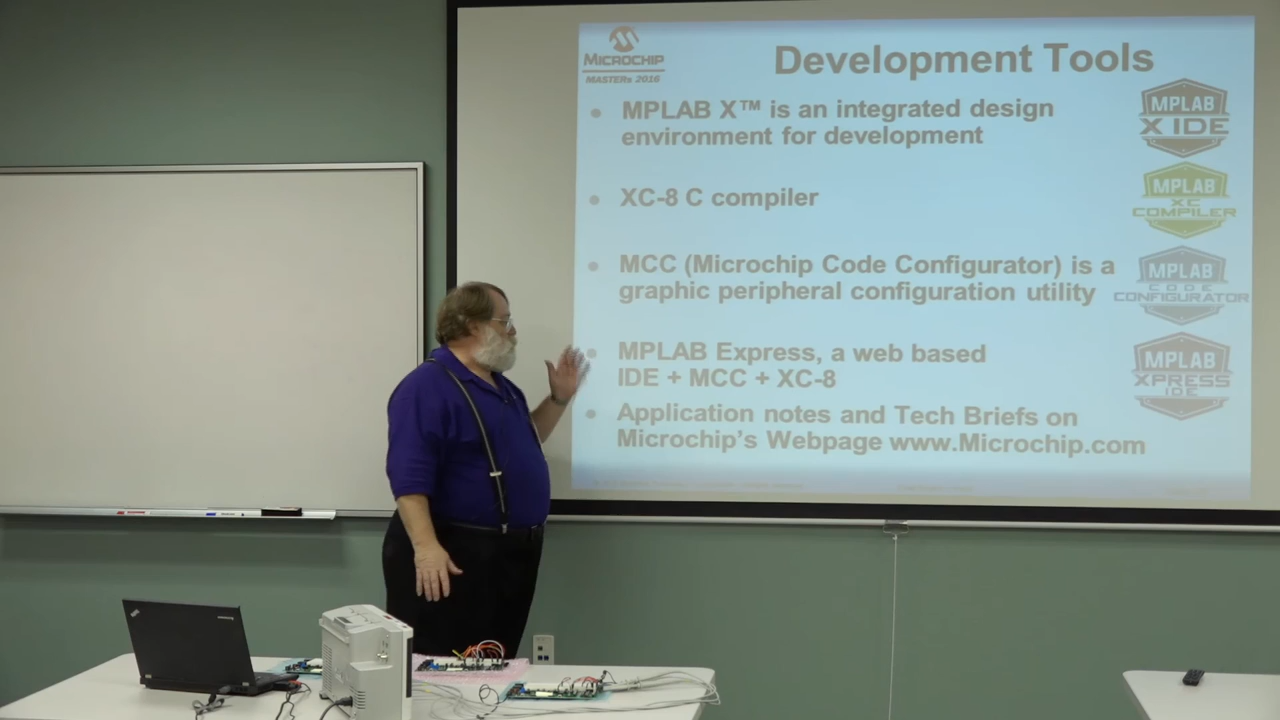 MICROCHIP
MASTERs 2016
Development Tools
• MPLAB X™ is an integrated design
environment for development
MPLAB
X IDE
• XC-8 C compiler
MPLAB
XC
COMPILER
• MCC (Microchip Code Configurator) is a
graphic peripheral configuration utility
MPLAB
CODE
CONFIGURATOR
• MPLAB Express, a web based
IDE + MCC + XC-8
MPLAB
XPRESS
IDE
• Application notes and Tech Briefs on
Microchip's Webpage www.Microchip.com